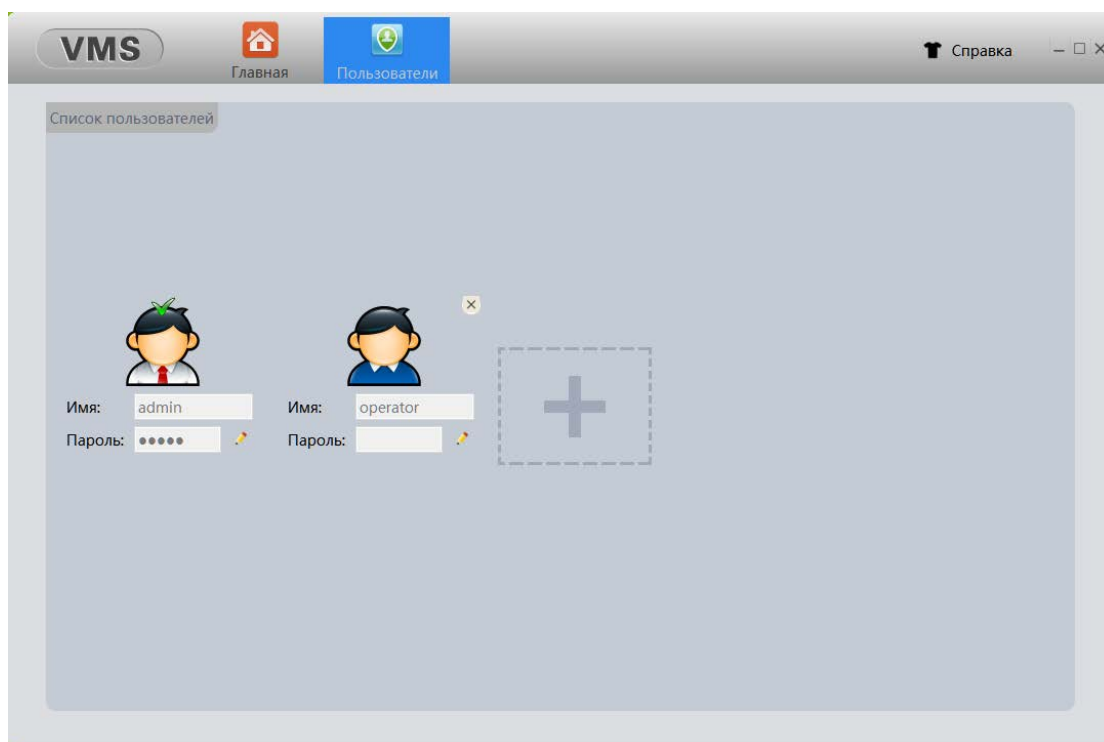 VMS
Главная
Пользователи
Справка
Список пользователей
Имя: admin
Имя: operator
Пароль: •••••
Пароль: